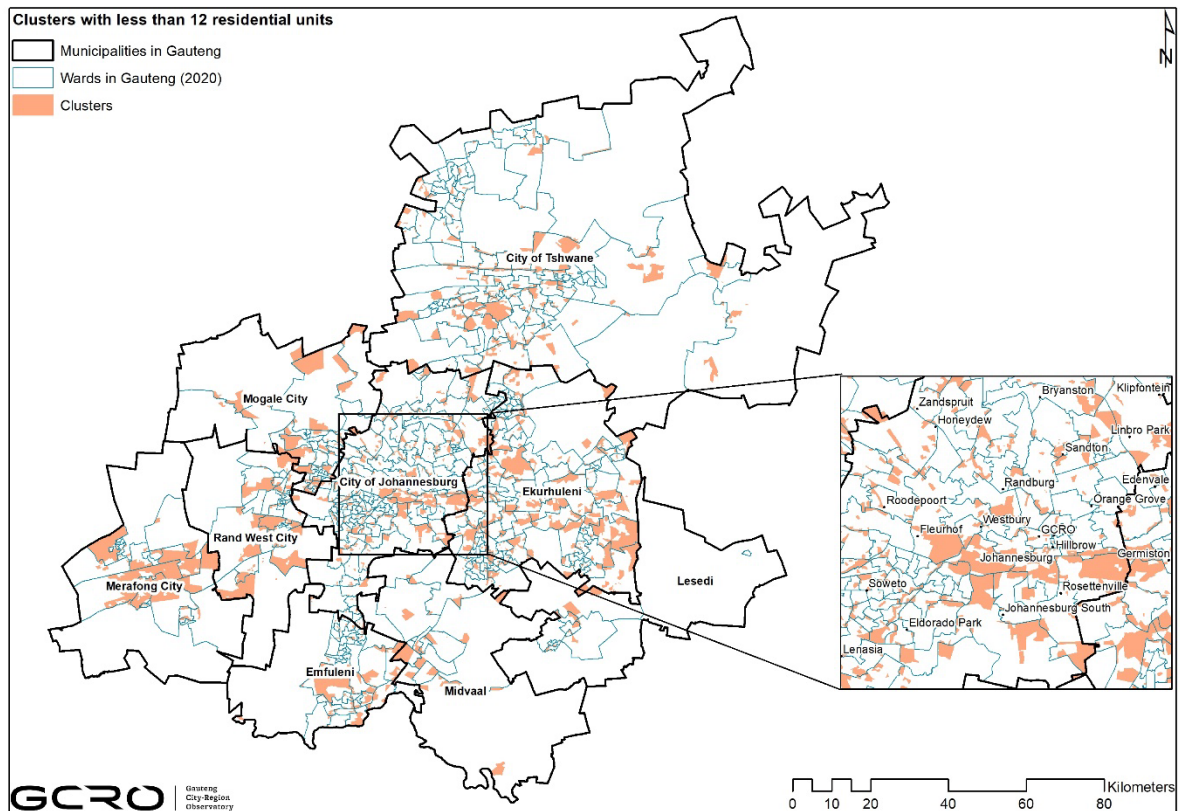 Clusters with less than 12 residential units
Municipalities in Gauteng
Wards in Gauteng (2020)
Clusters
N
City of Tshwane
Mogale City
City of Johannesburg
Ekurhuleni
Rand West City
Merafong City
Lesedi
Emfuleni
Midvaal
Bryanston
Klipfontein
Zandspruit
Honeydew
Linbro Park
Sandton
Randburg
Edenvale
Roodepoort
Orange Grove
Fleurhof
Westbury
GCRO
Hillbrow
Johannesburg
Germiston
Soweto
Rosettenville
Johannesburg South
Eldorado Park
Lenasia
GCRO
Gauteng
City-Region
Observatory
Kilometers
0 10 20 40 60 80